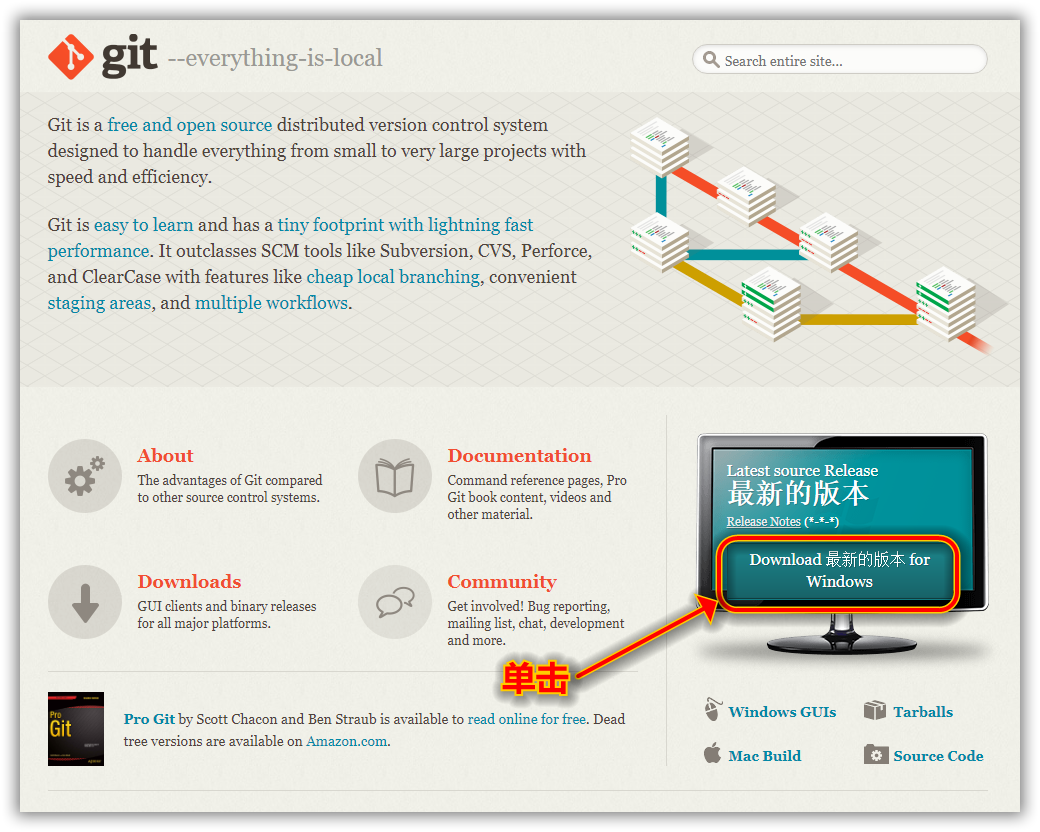 git --everything-is-local
Search entire site...
Git is a free and open source distributed version control system
designed to handle everything from small to very large projects with
speed and efficiency.
Git is easy to learn and has a tiny footprint with lightning fast
performance. It outclasses SCM tools like Subversion, CVS, Perforce,
and ClearCase with features like cheap local branching, convenient
staging areas, and multiple workflows.
About
The advantages of Git compared
to other source control systems.
Documentation
Command reference pages, Pro
Git book content, videos and
other material.
Downloads
GUI clients and binary releases
for all major platforms.
Community
Get involved! Bug reporting,
mailing list, chat, development
and more.
Latest source Release
最新的版本
Release Notes (*-*-*)
Download 最新的版本 for
Windows
单击
Pro
Git
Pro Git by Scott Chacon and Ben Straub is available to read online for free. Dead
tree versions are available on Amazon.com.
Windows GUIs
Tarballs
Mac Build
Source Code